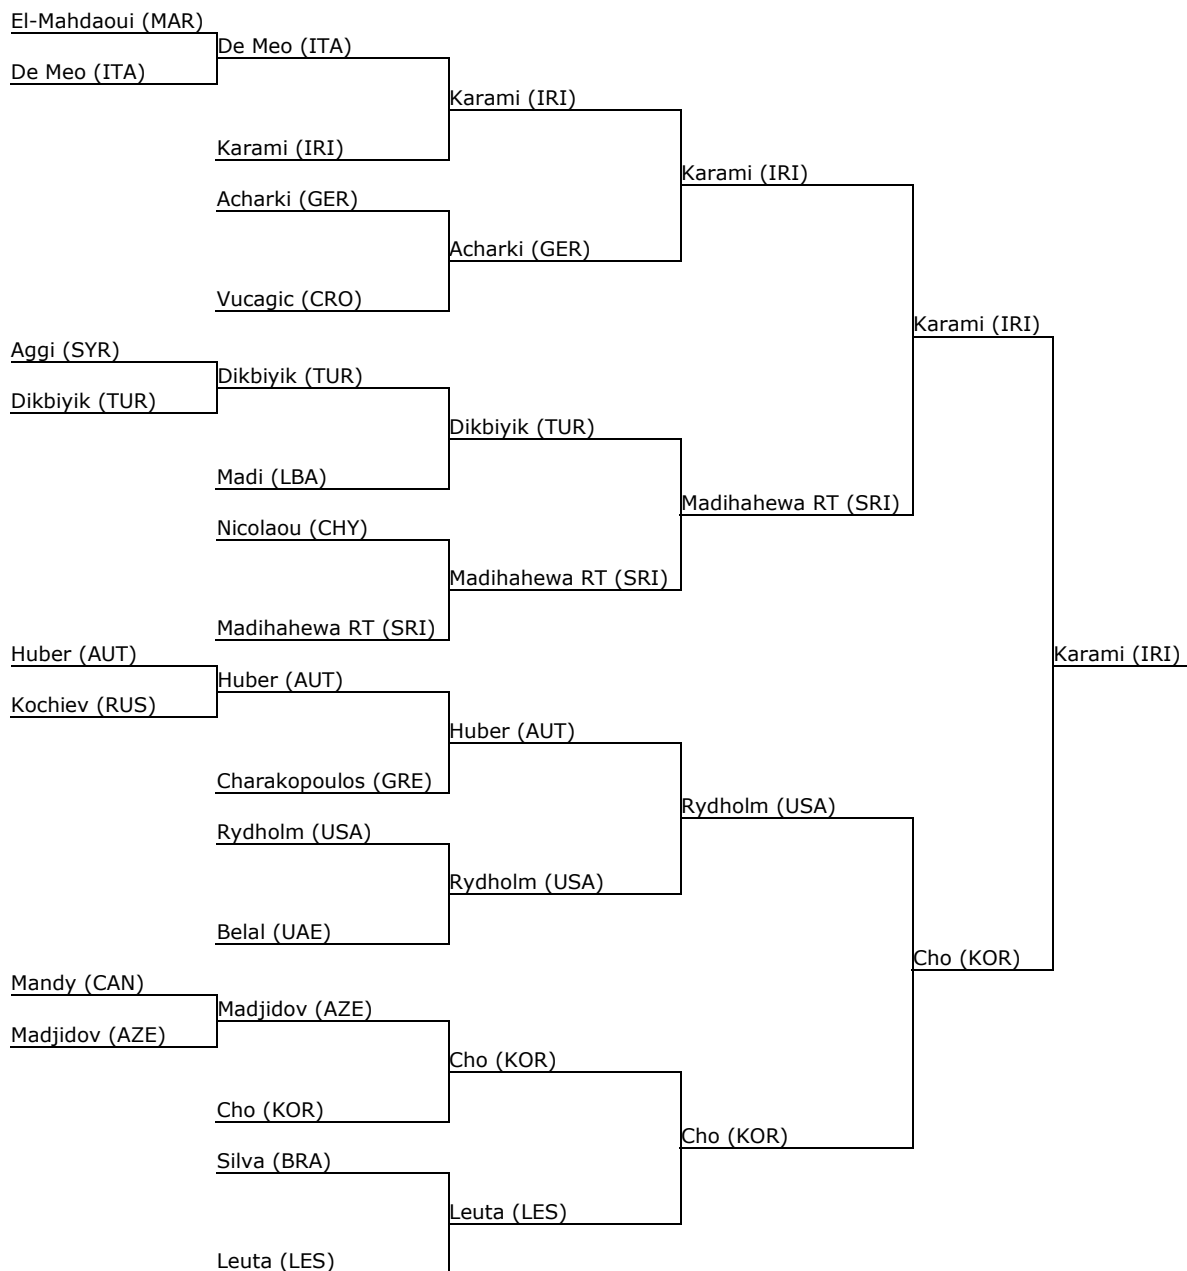 El-Mahdaoui (MAR)
De Meo (ITA)
De Meo (ITA)
Karami (IRI)
Karami (IRI)
Karami (IRI)
Acharki (GER)
Acharki (GER)
Vucagic (CRO)
Karami (IRI)
Aggi (SYR)
Dikbiyik (TUR)
Dikbiyik (TUR)
Dikbiyik (TUR)
Madi (LBA)
Madihahewa RT (SRI)
Nicolaou (CHY)
Madihahewa RT (SRI)
Madihahewa RT (SRI)
Huber (AUT)
Karami (IRI)
Huber (AUT)
Kochiev (RUS)
Huber (AUT)
Charakopoulos (GRE)
Rydholm (USA)
Rydholm (USA)
Rydholm (USA)
Belal (UAE)
Cho (KOR)
Mandy (CAN)
Madjidov (AZE)
Madjidov (AZE)
Cho (KOR)
Cho (KOR)
Cho (KOR)
Silva (BRA)
Leuta (LES)
Leuta (LES)